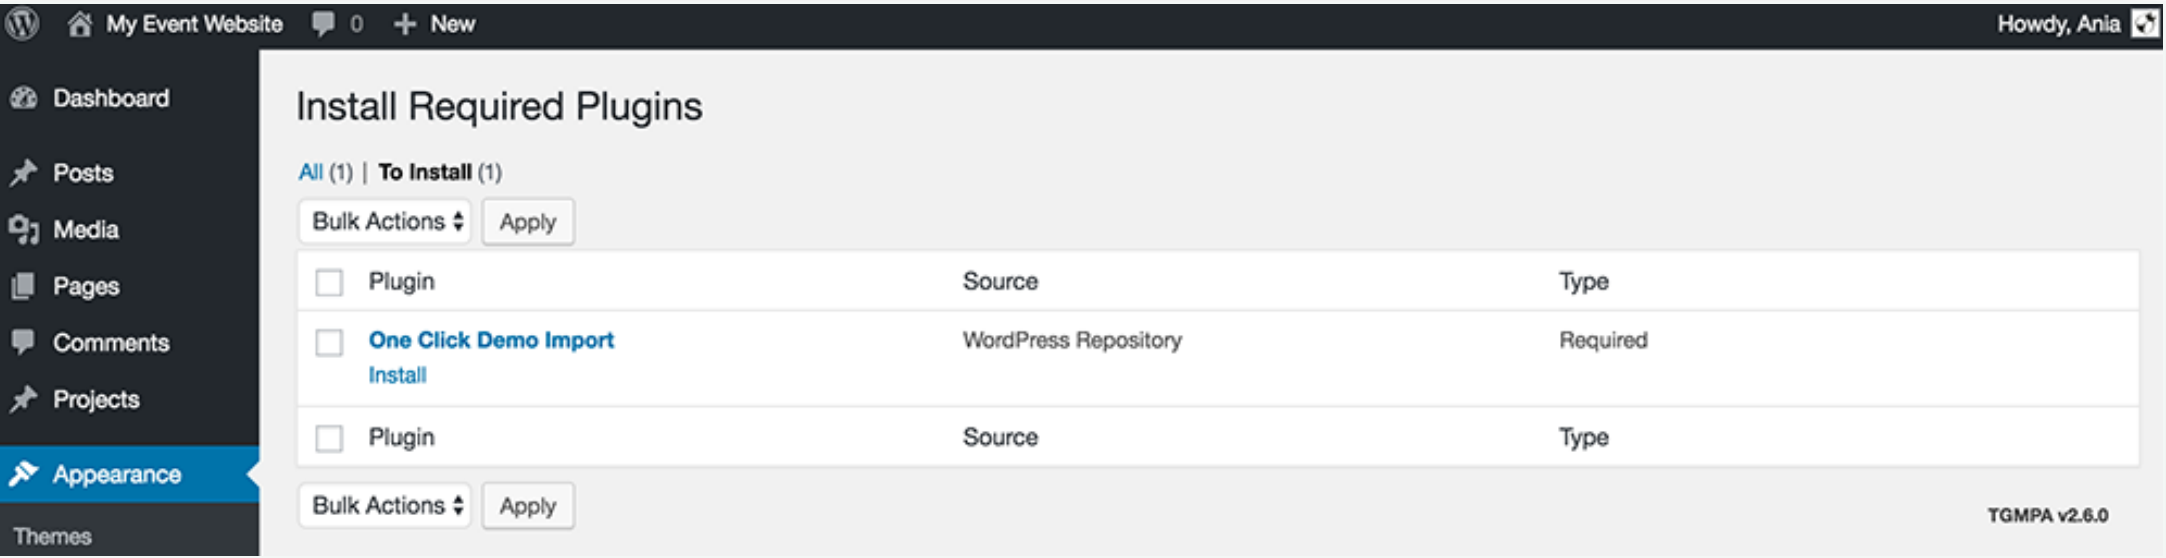 My Event Website 0 + New Howdy, Ania
Dashboard
Install Required Plugins
Posts
All (1) | To Install (1)
Media
Bulk Actions Apply
Pages
Plugin Source Type
Comments
One Click Demo Import WordPress Repository Required
Install
Projects
Plugin Source Type
Appearance
Bulk Actions Apply
TGMPA v2.6.0
Themes